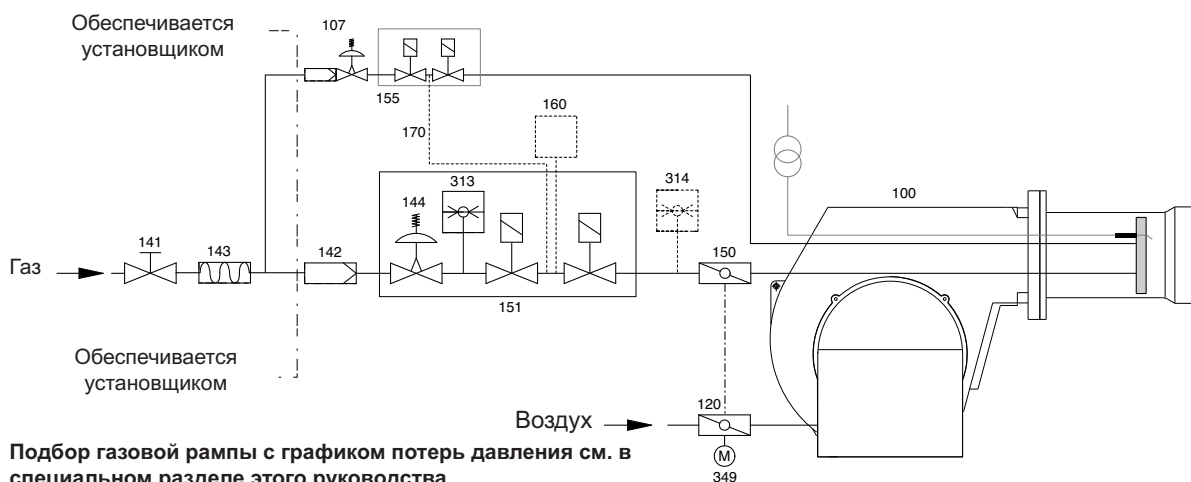 Обеспечивается
установщиком
107
155
160
170
313
314
100
144
141
143
142
150
Газ
151
Обеспечивается
установщиком
120
Воздух
M
349
Подбор газовой рампы с графиком потерь давления см. в
специальном разделе этого руководства